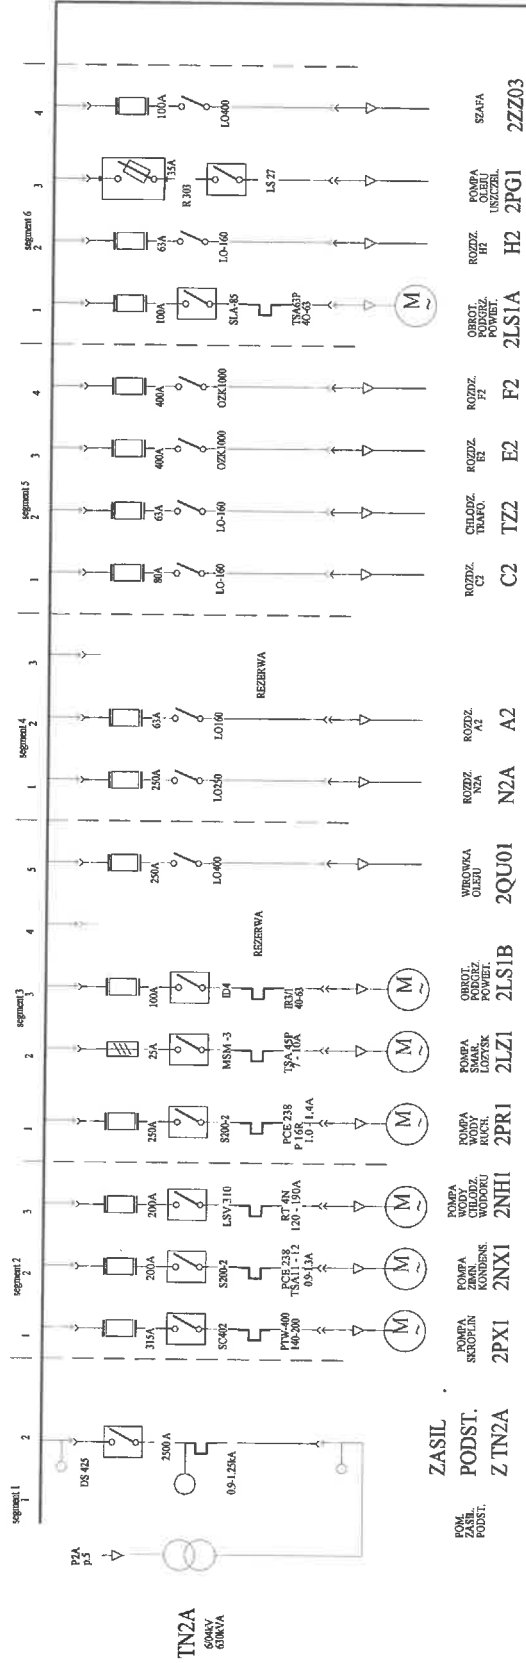 TN2A
6/04kV
630kVA
P2A
p.5
segment 1
1
POM.
ZASIL.
PODST.
2
DS 425
2500 A
0.9-1.25kA
ZASIL
PODST.
Z TN2A
segment 2
1
315A
SC402
PTW-400
140-200
POMPA
SKROPLIN
2PX1
2
200A
S200-2
PCE 238
TSA11 - 12
0.9-1.3A
POMPA
ZIMN.
KONDENS.
2NX1
3
200A
LSV 310
RT 4N
120 - 190A
POMPA
WODY
CHLODZ.
WODORU
2NH1
segment 3
1
250A
S200-2
PCE 238
P 16R
1.0 - 1.4A
POMPA
WODY
RUCH.
2PR1
2
25A
MSM -3
TSA 45P
7 - 10A
POMPA
SMAR.
LOZYSK
2LZ1
3
100A
ID4
IR3/1
40-63
OBROT.
PODGRZ.
POWIET.
2LS1B
4
REZERWA
5
250A
LO400
WIROWKA
OLEJU
2QU01
segment 4
1
250A
LO250
ROZDZ.
N2A
N2A
2
63A
LO160
ROZDZ.
A2
A2
3
REZERWA
segment 5
1
80A
LO-160
ROZDZ.
C2
C2
2
63A
LO-160
CHLODZ.
TRAFO.
TZ2
3
400A
OZK1000
ROZDZ.
E2
E2
4
400A
OZK1000
ROZDZ.
F2
F2
segment 6
1
100A
SLA-85
TSA63P
40-63
OBROT.
PODGRZ.
POWIET.
2LS1A
2
63A
LO-160
ROZDZ.
H2
H2
3
35A
R 303
LS 27
POMPA
OLEJU
USZCZEL.
2PG1
4
100A
LO400
SZAFA
2ZZ03
M
~
M
~
M
~
M
~
M
~
M
~
M
~